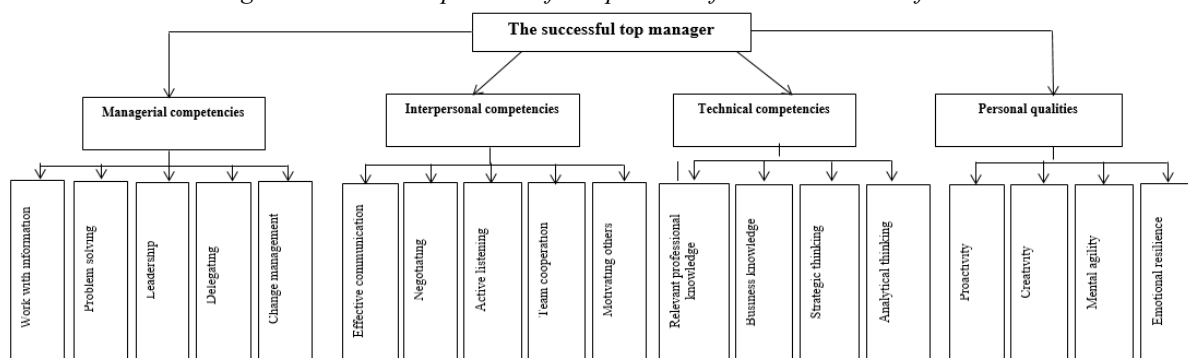 The successful top manager
Managerial competencies
Interpersonal competencies
Technical competencies
Personal qualities
Work with information
Problem solving
Leadership
Delegating
Change management
Effective communication
Negotiating
Active listening
Team cooperation
Motivating others
Relevant professional
knowledge
Business knowledge
Strategic thinking
Analytical thinking
Proactivity
Creativity
Mental agility
Emotional resilience